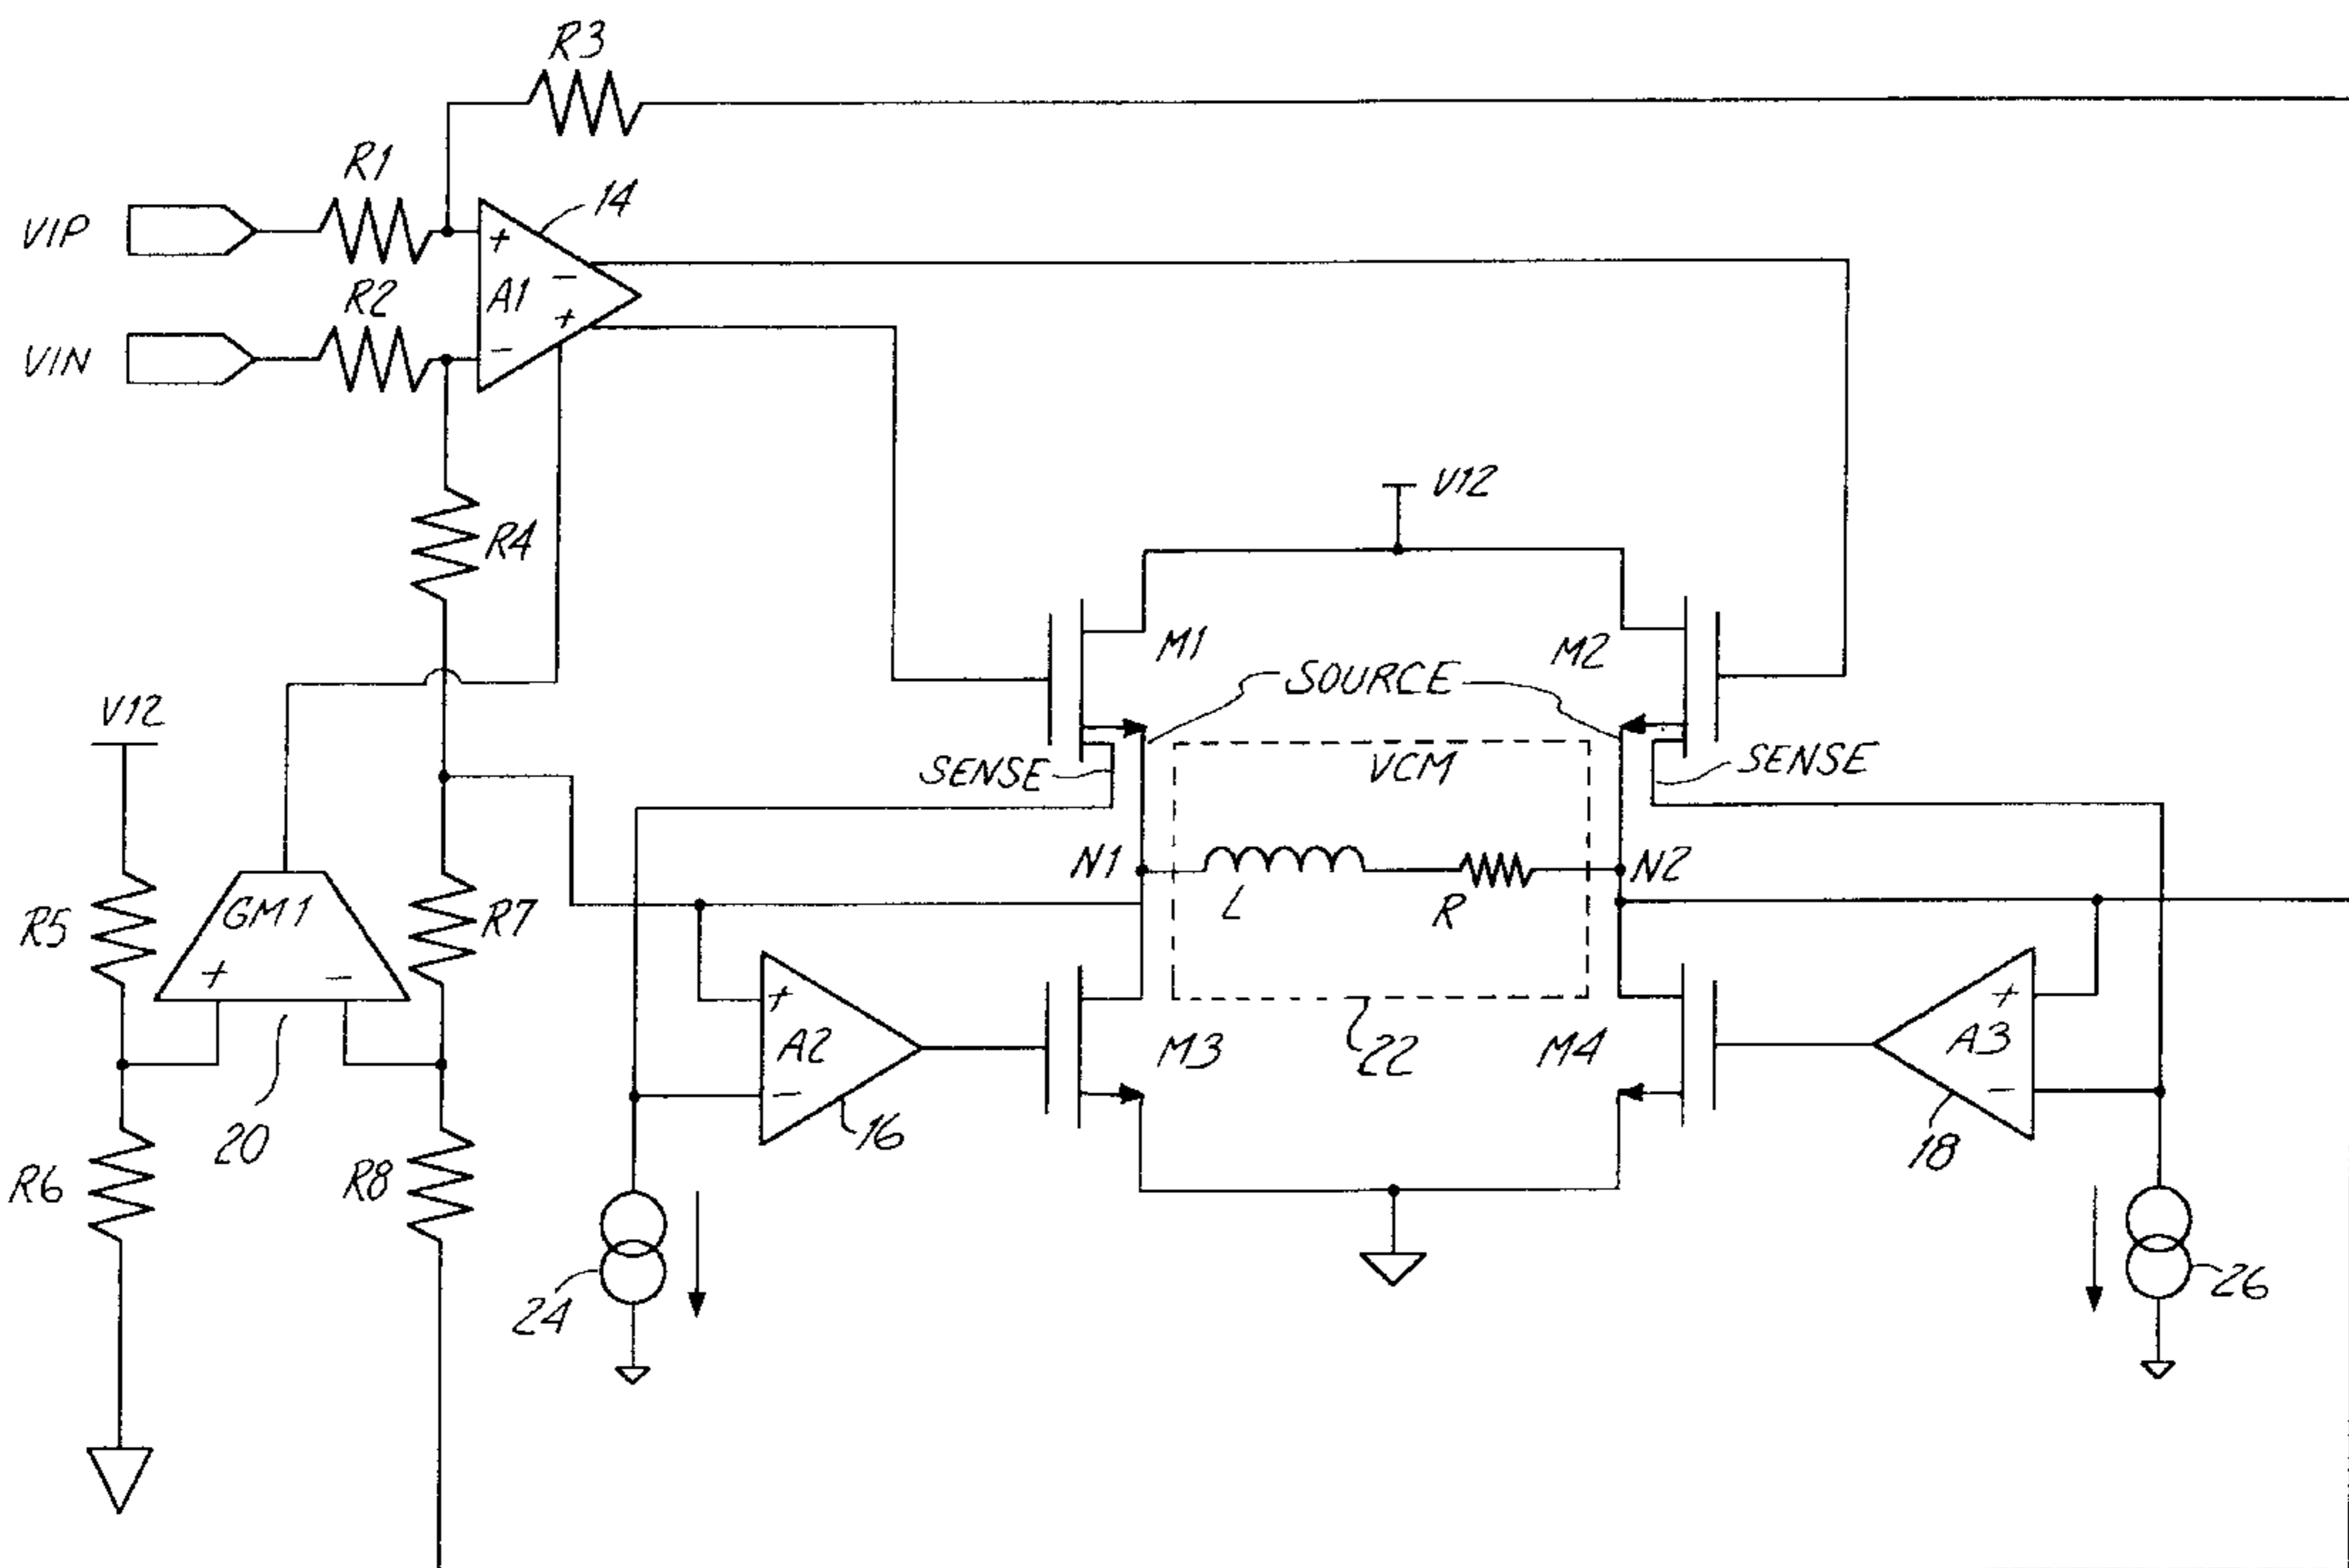 R3
R1
14
VIP
+
−
A1
R2
+
−
VIN
R4
V12
M1
M2
SOURCE
V12
SENSE
VCM
SENSE
N1
N2
L
R
R5
GM1
R7
+
−
+
A2
−
M3
22
M4
+
A3
−
20
16
18
R6
R8
24
26